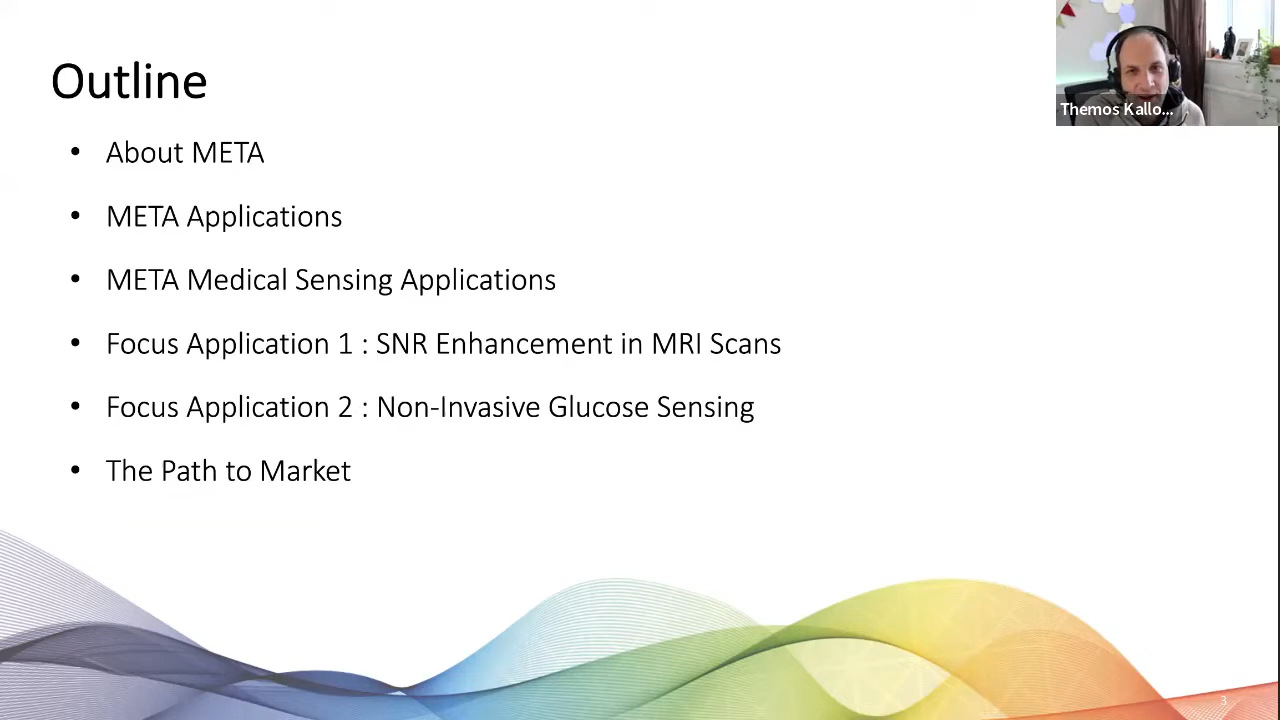 Outline
Themos Kallo...
• About META
• META Applications
• META Medical Sensing Applications
• Focus Application 1 : SNR Enhancement in MRI Scans
• Focus Application 2 : Non-Invasive Glucose Sensing
• The Path to Market
3